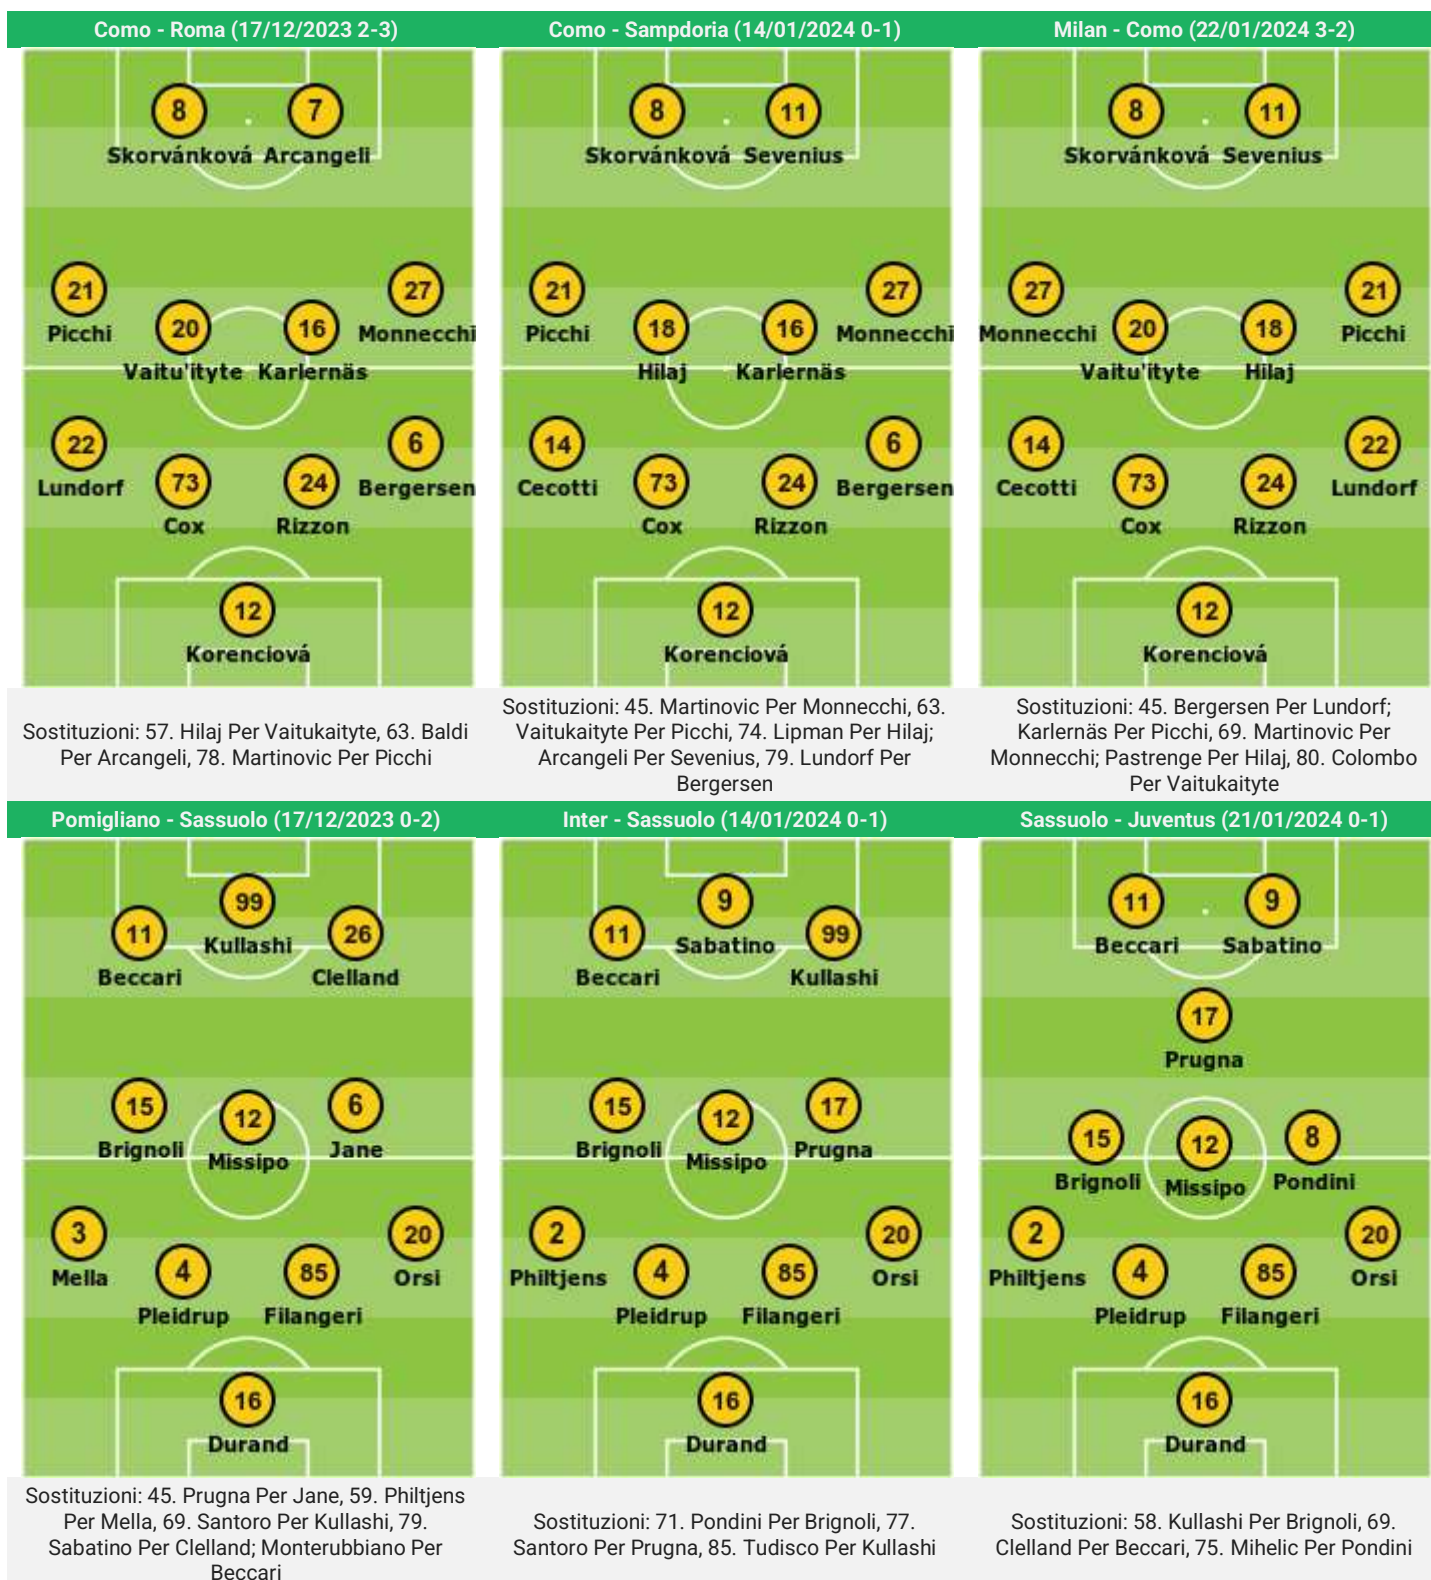 Como - Roma (17/12/2023 2-3)
8 7
Skorvánková Arcangeli
21 27
20 16
Picchi Monnecchi
Vaitu'ityte Karlernäs
22 6
73 24
Lundorf Bergersen
Cox Rizzon
12
Korenciová
Sostituzioni: 57. Hilaj Per Vaitukaityte, 63. Baldi
Per Arcangeli, 78. Martinovic Per Picchi
Como - Sampdoria (14/01/2024 0-1)
8 11
Skorvánková Sevenius
21 27
18 16
Picchi Monnecchi
Hilaj Karlernäs
14 6
73 24
Cecotti Bergersen
Cox Rizzon
12
Korenciová
Sostituzioni: 45. Martinovic Per Monnecchi, 63.
Vaitukaityte Per Picchi, 74. Lipman Per Hilaj;
Arcangeli Per Sevenius, 79. Lundorf Per
Bergersen
Milan - Como (22/01/2024 3-2)
8 11
Skorvánková Sevenius
27 21
20 18
Monnecchi Picchi
Vaitu'ityte Hilaj
14 22
73 24
Cecotti Lundorf
Cox Rizzon
12
Korenciová
Sostituzioni: 45. Bergersen Per Lundorf;
Karlernäs Per Picchi, 69. Martinovic Per
Monnecchi; Pastrenge Per Hilaj, 80. Colombo
Per Vaitukaityte
Pomigliano - Sassuolo (17/12/2023 0-2)
99
11 26
Kullashi
Beccari Clelland
15 12 6
Brignoli Jane
Missipo
3 20
4 85
Mella Orsi
Pleidrup Filangeri
16
Durand
Sostituzioni: 45. Prugna Per Jane, 59. Philtjens
Per Mella, 69. Santoro Per Kullashi, 79.
Sabatino Per Clelland; Monterubbiano Per
Beccari
Inter - Sassuolo (14/01/2024 0-1)
9
11 99
Sabatino
Beccari Kullashi
15 12 17
Brignoli Prugna
Missipo
2 20
4 85
Philtjens Orsi
Pleidrup Filangeri
16
Durand
Sostituzioni: 71. Pondini Per Brignoli, 77.
Santoro Per Prugna, 85. Tudisco Per Kullashi
Sassuolo - Juventus (21/01/2024 0-1)
11 9
Beccari Sabatino
17
Prugna
15 12 8
Brignoli Pondini
Missipo
2 20
4 85
Philtjens Orsi
Pleidrup Filangeri
16
Durand
Sostituzioni: 58. Kullashi Per Brignoli, 69.
Clelland Per Beccari, 75. Mihelic Per Pondini